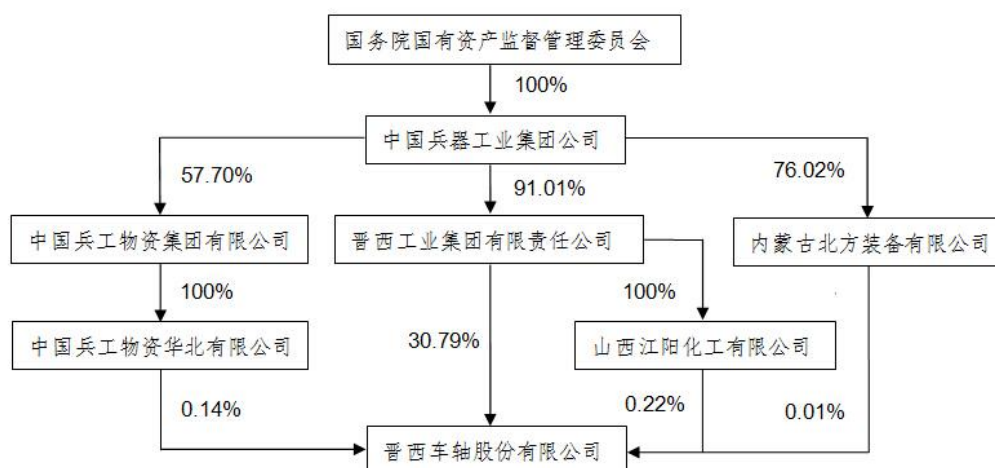 国务院国有资产监督管理委员会
100%
中国兵器工业集团公司
57.70%
91.01%
76.02%
中国兵工物资集团有限公司
晋西工业集团有限责任公司
内蒙古北方装备有限公司
100%
100%
中国兵工物资华北有限公司
30.79%
山西江阳化工有限公司
0.14%
0.22%
0.01%
晋西车轴股份有限公司